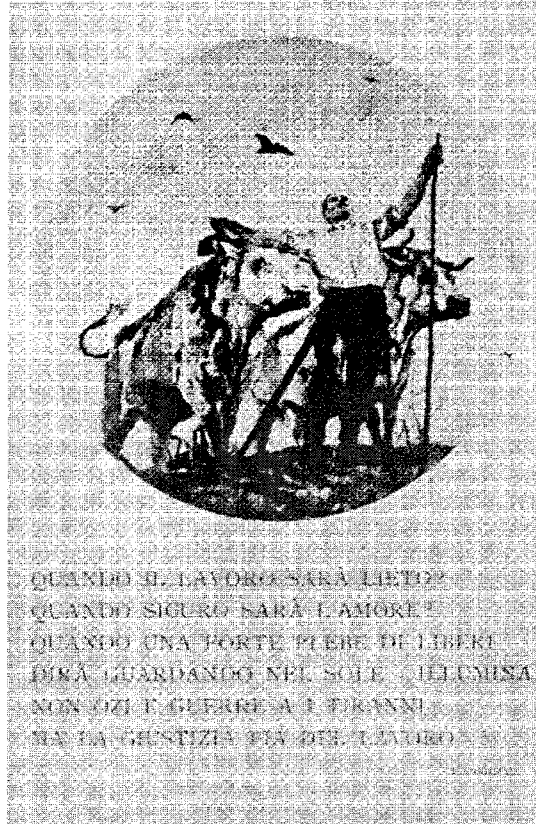 QUANDO IL LAVORO SARÀ LIETO?
QUANDO SICURO SARÀ L'AMORE?
QUANDO UNA FORTE PLEBE DI LIBERI
DIRÀ GUARDANDO NEL SOLE : ILLUMINA
NON OZI E GUERRE A I TIRANNI
MA LA GIUSTIZIA PIA DEL LAVORO